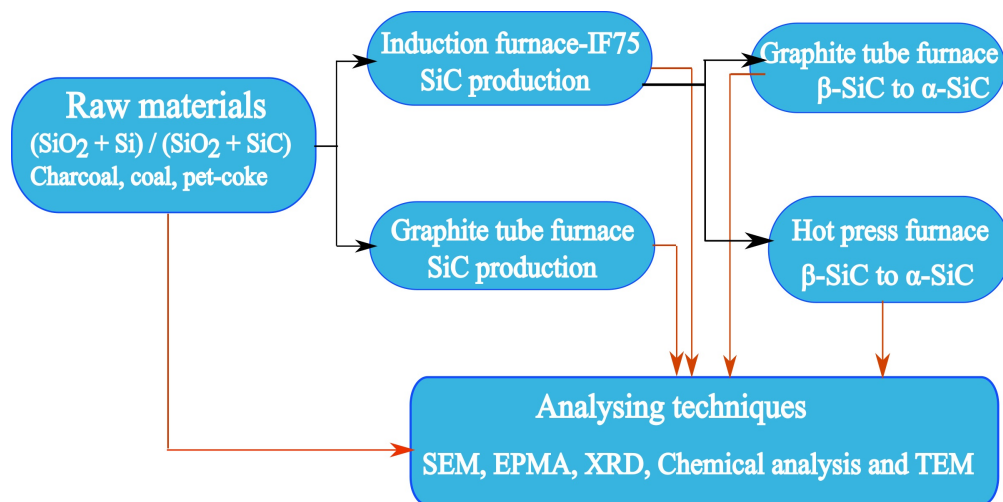 Raw materials
(SiO2 + Si) / (SiO2 + SiC)
Charcoal, coal, pet-coke
Induction furnace-IF75
SiC production
Graphite tube furnace
SiC production
Graphite tube furnace
β-SiC to α-SiC
Hot press furnace
β-SiC to α-SiC
Analysing techniques
SEM, EPMA, XRD, Chemical analysis and TEM